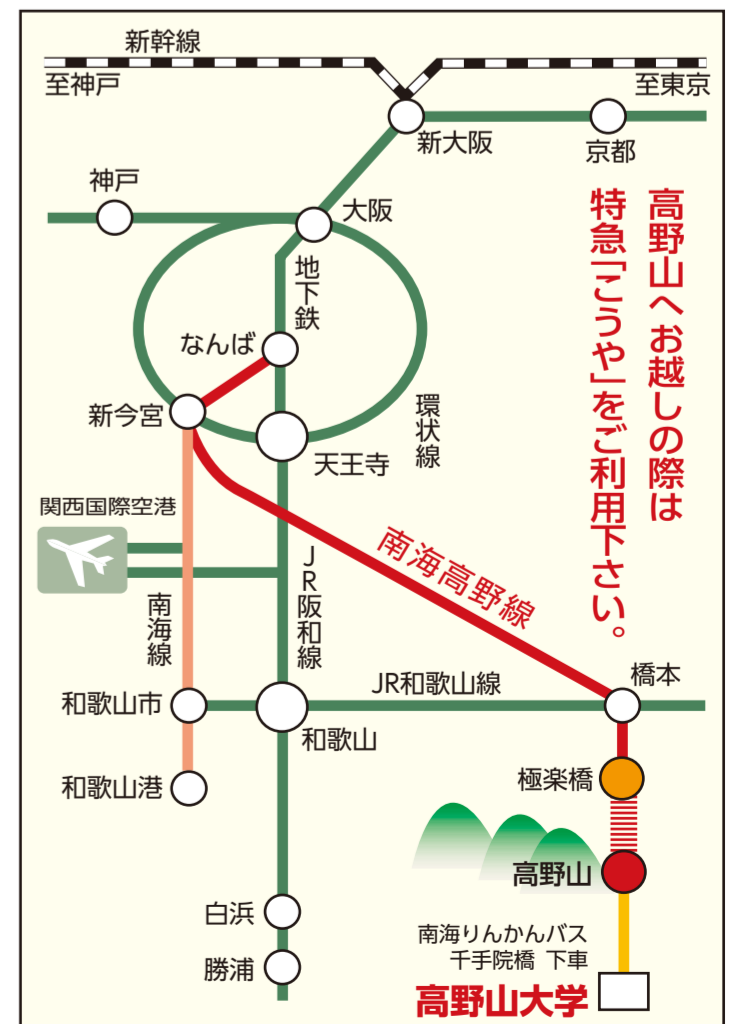 新幹線
至神戸
至東京
新大阪
京都
神戸
大阪
高野山へお越しの際は
特急「こうや」をご利用下さい。
地下鉄
なんば
新今宮
環状線
天王寺
関西国際空港
南海高野線
JR阪和線
南海線
橋本
JR和歌山線
和歌山市
和歌山
極楽橋
和歌山港
高野山
白浜
南海りんかんバス
千手院橋 下車
勝浦
高野山大学